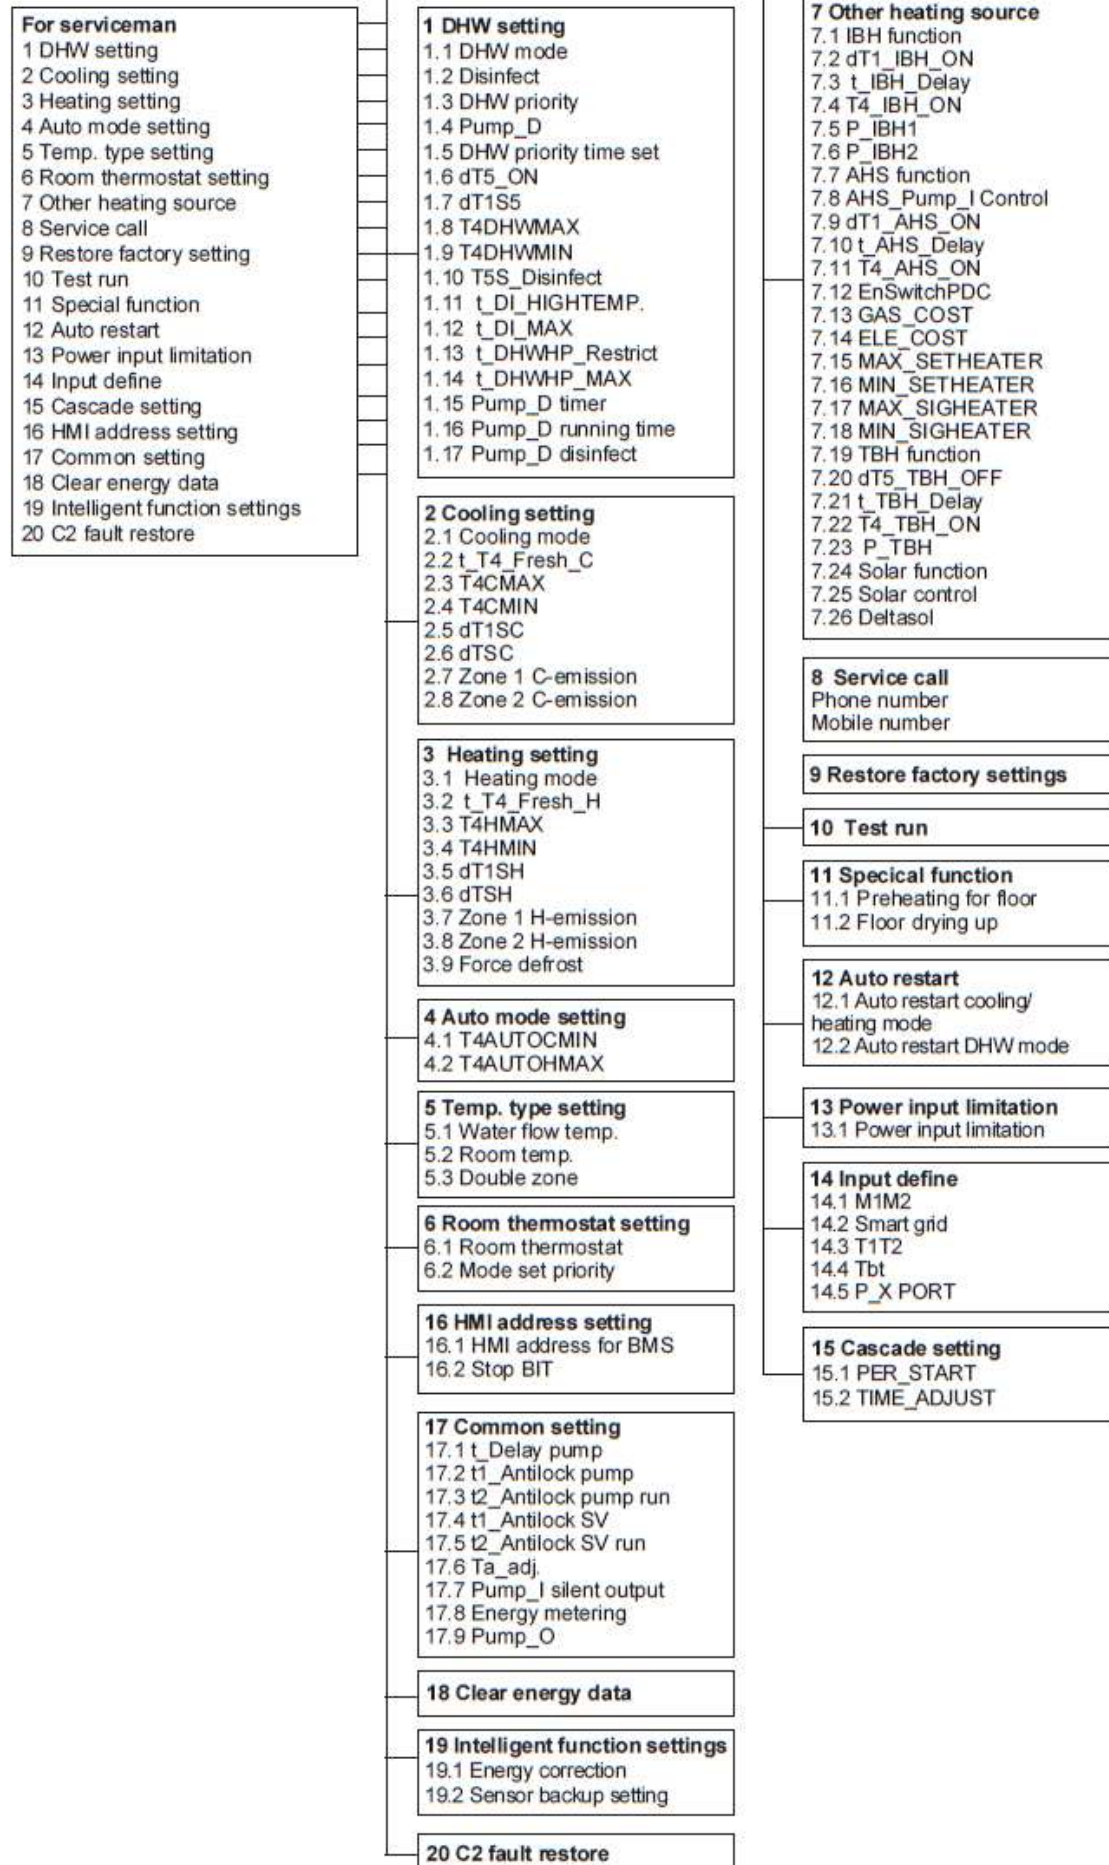 For serviceman
1 DHW setting
2 Cooling setting
3 Heating setting
4 Auto mode setting
5 Temp. type setting
6 Room thermostat setting
7 Other heating source
8 Service call
9 Restore factory setting
10 Test run
11 Special function
12 Auto restart
13 Power input limitation
14 Input define
15 Cascade setting
16 HMI address setting
17 Common setting
18 Clear energy data
19 Intelligent function settings
20 C2 fault restore
1 DHW setting
1.1 DHW mode
1.2 Disinfect
1.3 DHW priority
1.4 Pump_D
1.5 DHW priority time set
1.6 dT5_ON
1.7 dT1S5
1.8 T4DHWMAX
1.9 T4DHWMIN
1.10 T5S_Disinfect
1.11 t_DI_HIGHTEMP.
1.12 t_DI_MAX
1.13 t_DHWHP_Restrict
1.14 t_DHWHP_MAX
1.15 Pump_D timer
1.16 Pump_D running time
1.17 Pump_D disinfect
2 Cooling setting
2.1 Cooling mode
2.2 t_T4_Fresh_C
2.3 T4CMAX
2.4 T4CMIN
2.5 dT1SC
2.6 dTSC
2.7 Zone 1 C-emission
2.8 Zone 2 C-emission
3 Heating setting
3.1 Heating mode
3.2 t_T4_Fresh_H
3.3 T4HMAX
3.4 T4HMIN
3.5 dT1SH
3.6 dTSH
3.7 Zone 1 H-emission
3.8 Zone 2 H-emission
3.9 Force defrost
4 Auto mode setting
4.1 T4AUTOCMIN
4.2 T4AUTOHMAX
5 Temp. type setting
5.1 Water flow temp.
5.2 Room temp.
5.3 Double zone
6 Room thermostat setting
6.1 Room thermostat
6.2 Mode set priority
16 HMI address setting
16.1 HMI address for BMS
16.2 Stop BIT
17 Common setting
17.1 t_Delay pump
17.2 t1_Antilock pump
17.3 t2_Antilock pump run
17.4 t1_Antilock SV
17.5 t2_Antilock SV run
17.6 Ta_adj.
17.7 Pump_I silent output
17.8 Energy metering
17.9 Pump_O
18 Clear energy data
19 Intelligent function settings
19.1 Energy correction
19.2 Sensor backup setting
20 C2 fault restore
7 Other heating source
7.1 IBH function
7.2 dT1_IBH_ON
7.3 t_IBH_Delay
7.4 T4_IBH_ON
7.5 P_IBH1
7.6 P_IBH2
7.7 AHS function
7.8 AHS_Pump_I Control
7.9 dT1_AHS_ON
7.10 t_AHS_Delay
7.11 T4_AHS_ON
7.12 EnSwitchPDC
7.13 GAS_COST
7.14 ELE_COST
7.15 MAX_SETHEATER
7.16 MIN_SETHEATER
7.17 MAX_SIGHEATER
7.18 MIN_SIGHEATER
7.19 TBH function
7.20 dT5_TBH_OFF
7.21 t_TBH_Delay
7.22 T4_TBH_ON
7.23 P_TBH
7.24 Solar function
7.25 Solar control
7.26 Deltasol
8 Service call
Phone number
Mobile number
9 Restore factory settings
10 Test run
11 Specical function
11.1 Preheating for floor
11.2 Floor drying up
12 Auto restart
12.1 Auto restart cooling/
heating mode
12.2 Auto restart DHW mode
13 Power input limitation
13.1 Power input limitation
14 Input define
14.1 M1M2
14.2 Smart grid
14.3 T1T2
14.4 Tbt
14.5 P_X PORT
15 Cascade setting
15.1 PER_START
15.2 TIME_ADJUST